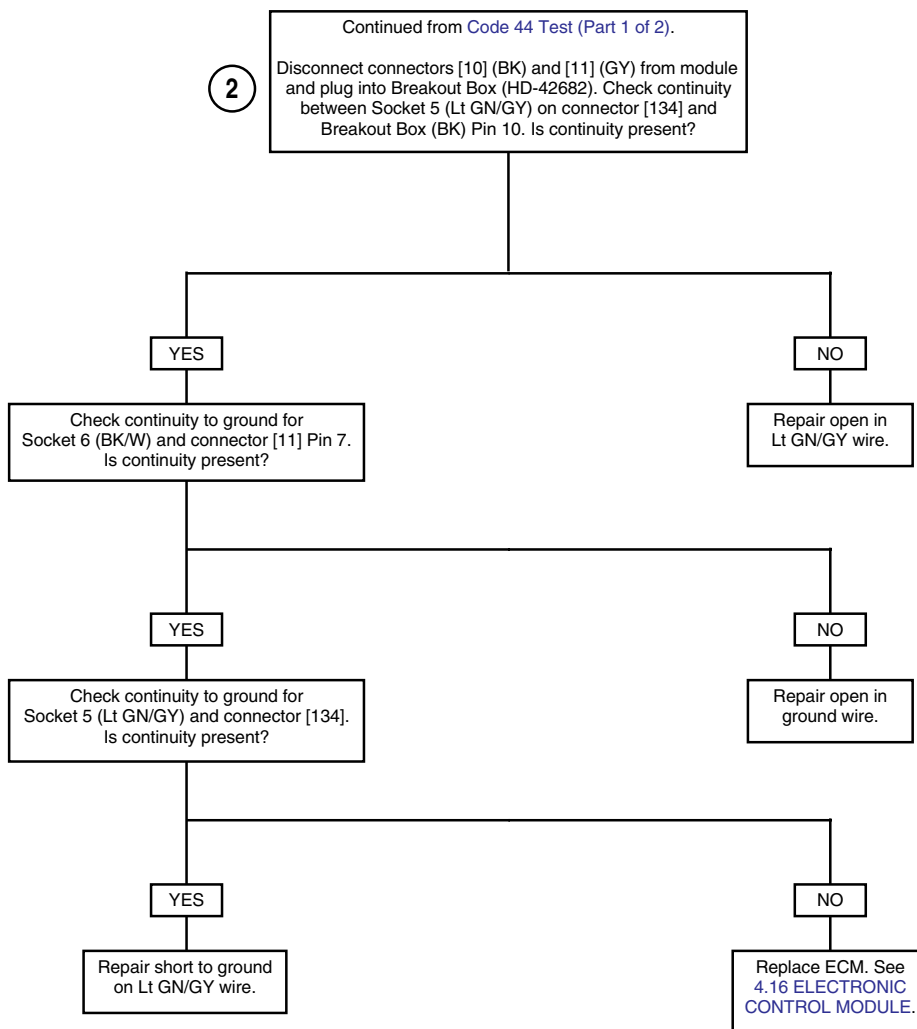 Continued from Code 44 Test (Part 1 of 2).
2
Disconnect connectors [10] (BK) and [11] (GY) from module
and plug into Breakout Box (HD-42682). Check continuity
between Socket 5 (Lt GN/GY) on connector [134] and
Breakout Box (BK) Pin 10. Is continuity present?
YES
NO
Check continuity to ground for
Socket 6 (BK/W) and connector [11] Pin 7.
Is continuity present?
Repair open in
Lt GN/GY wire.
YES
NO
Check continuity to ground for
Socket 5 (Lt GN/GY) and connector [134].
Is continuity present?
Repair open in
ground wire.
YES
NO
Repair short to ground
on Lt GN/GY wire.
Replace ECM. See
4.16 ELECTRONIC
CONTROL MODULE.